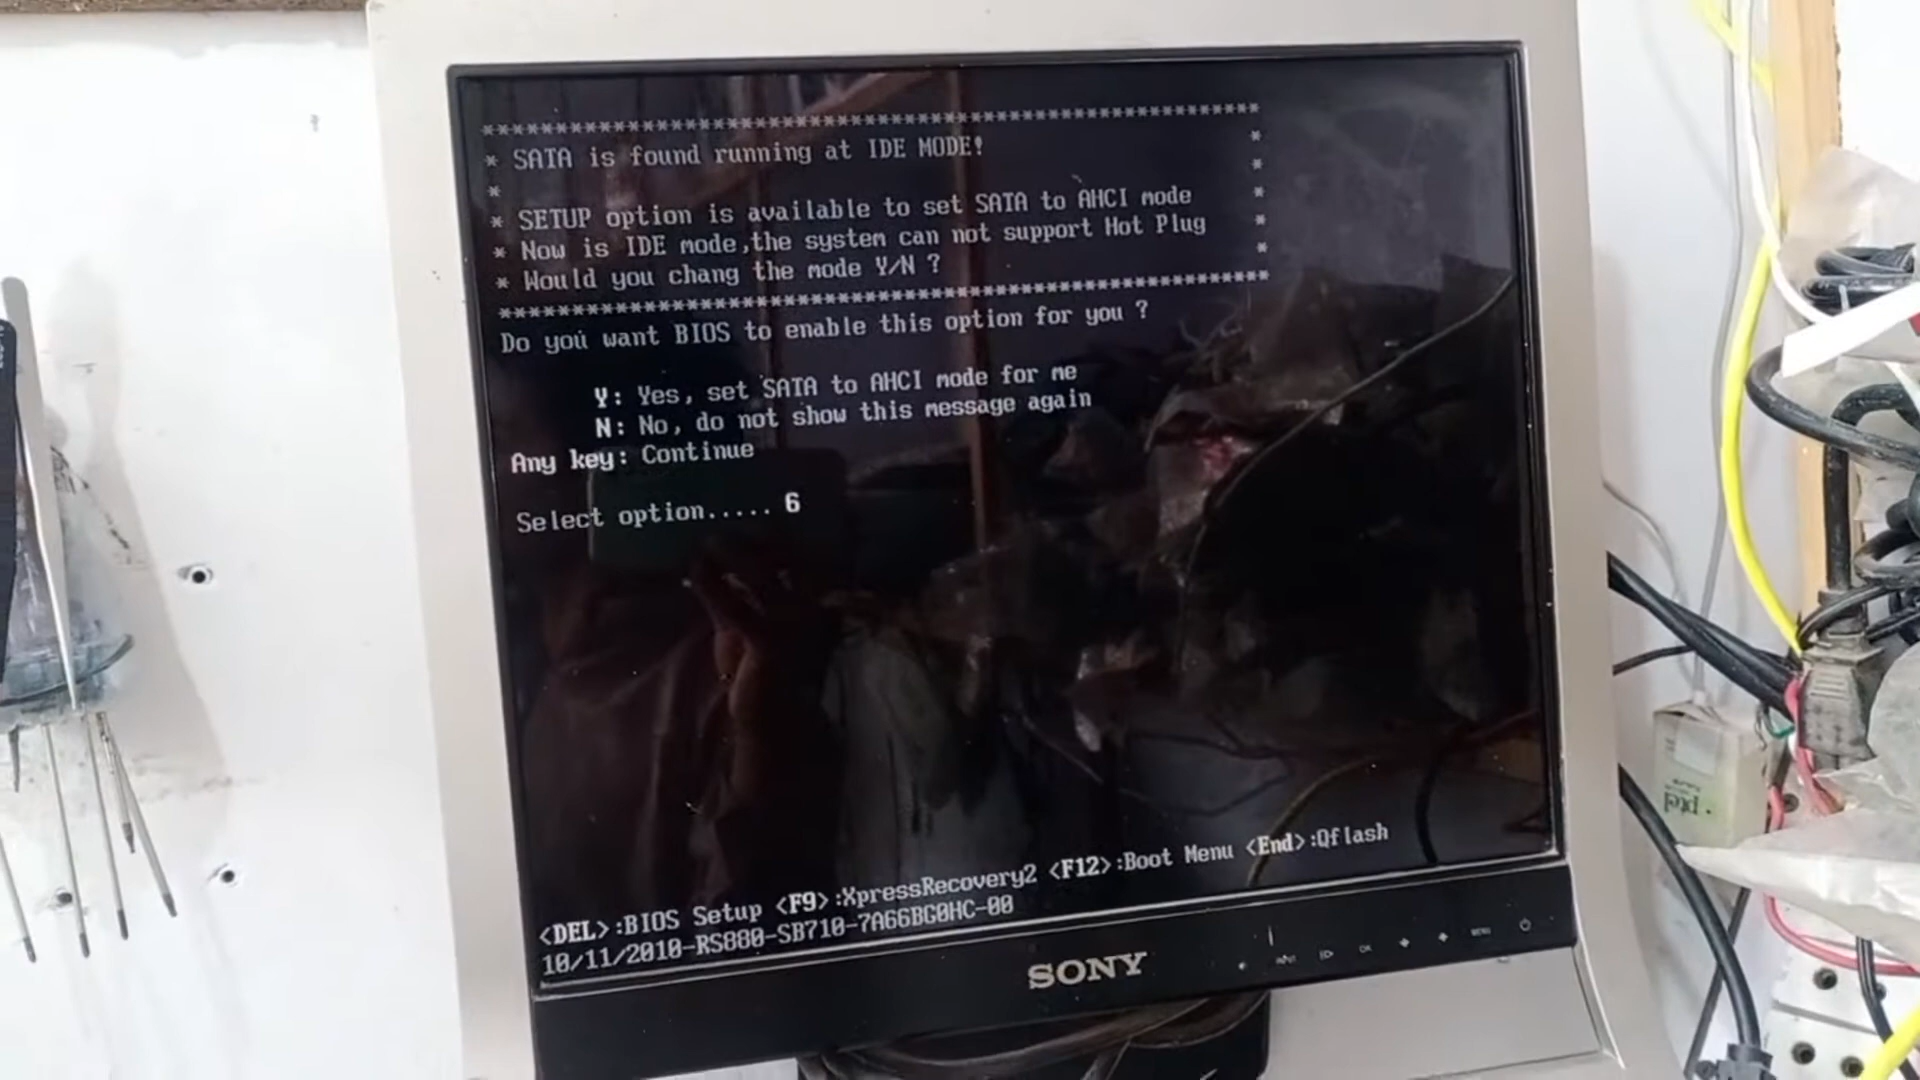 *****************************************************
* SATA is found running at IDE MODE! *
* *
* SETUP option is available to set SATA to AHCI mode *
* Now is IDE mode,the system can not support Hot Plug *
* Would you chang the mode Y/N ? *
*****************************************************
Do you want BIOS to enable this option for you ?
Y: Yes, set SATA to AHCI mode for me
N: No, do not show this message again
Any key: Continue
Select option..... 6
<DEL>:BIOS Setup <F9>:XpressRecovery2 <F12>:Boot Menu <End>:Qflash
10/11/2010-RS880-SB710-7A66BG0HC-00
SONY
OK
MENU
ptcl